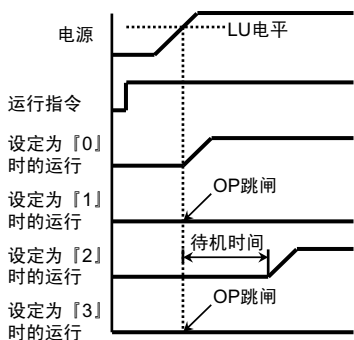 电源
LU电平
运行指令
设定为『0』
时的运行
设定为『1』
时的运行
OP跳闸
设定为『2』
时的运行
待机时间
设定为『3』
时的运行
OP跳闸